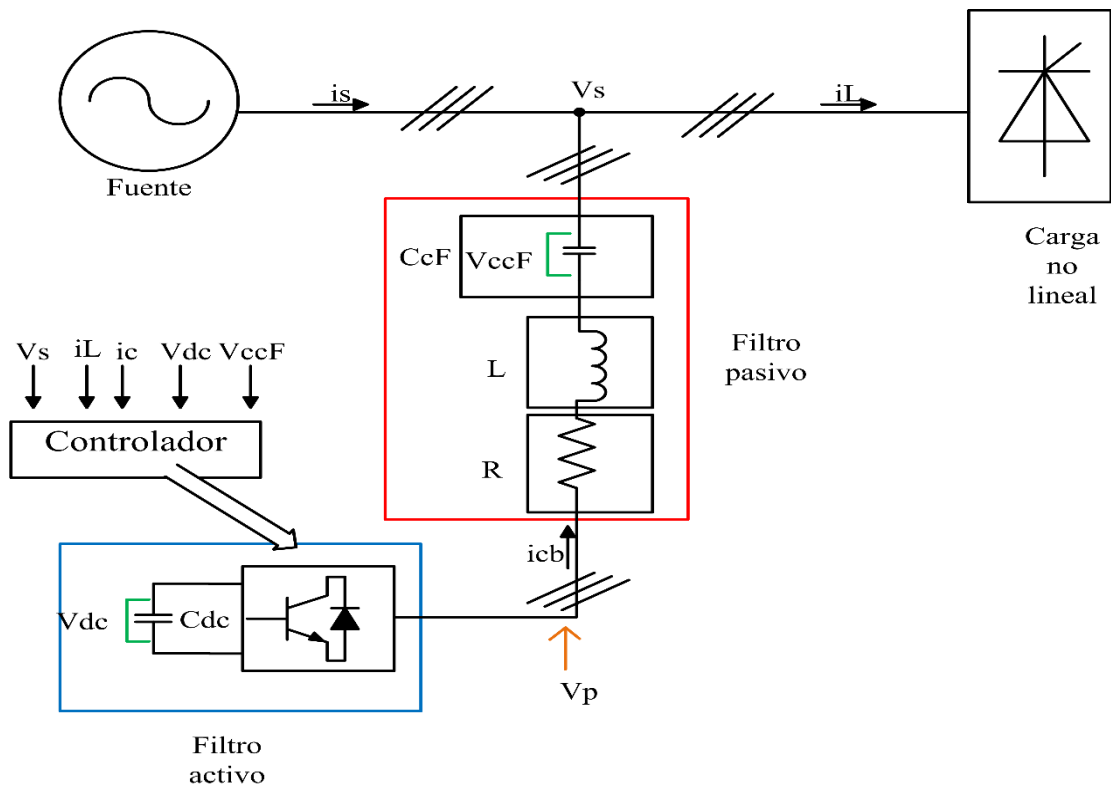 is
Vs
iL
Fuente
CcF
VccF
Carga
no
lineal
Vs iL ic Vdc VccF
L
Filtro
pasivo
Controlador
R
icb
Vdc
Cdc
Vp
Filtro
activo